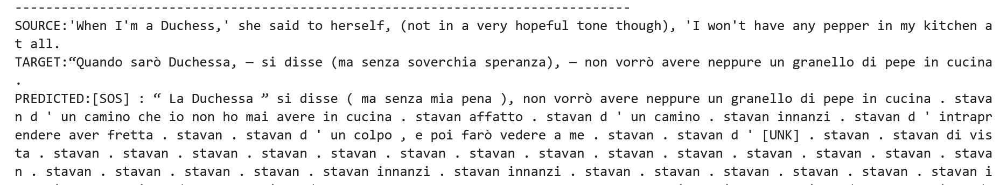 --------------------------------------------------------------------------------
SOURCE:'When I'm a Duchess,' she said to herself, (not in a very hopeful tone though), 'I won't have any pepper in my kitchen a
t all.
TARGET:“Quando sarò Duchessa, — si disse (ma senza soverchia speranza), — non vorrò avere neppure un granello di pepe in cucina
.
PREDICTED:[SOS] : “ La Duchessa ” si disse ( ma senza mia pena ), non vorrò avere neppure un granello di pepe in cucina . stava
n d ' un camino che io non ho mai avere in cucina . stavan affatto . stavan d ' un camino . stavan innanzi . stavan d ' intrapr
endere aver fretta . stavan . stavan d ' un colpo , e poi farò vedere a me . stavan . stavan d ' [UNK] . stavan . stavan di vis
ta . stavan . stavan . stavan . stavan . stavan . stavan . stavan . stavan . stavan . stavan . stavan . stavan . stavan . stava
n . stavan . stavan . stavan . stavan . stavan innanzi . stavan innanzi . stavan . stavan . stavan . stavan . stavan . stavan i